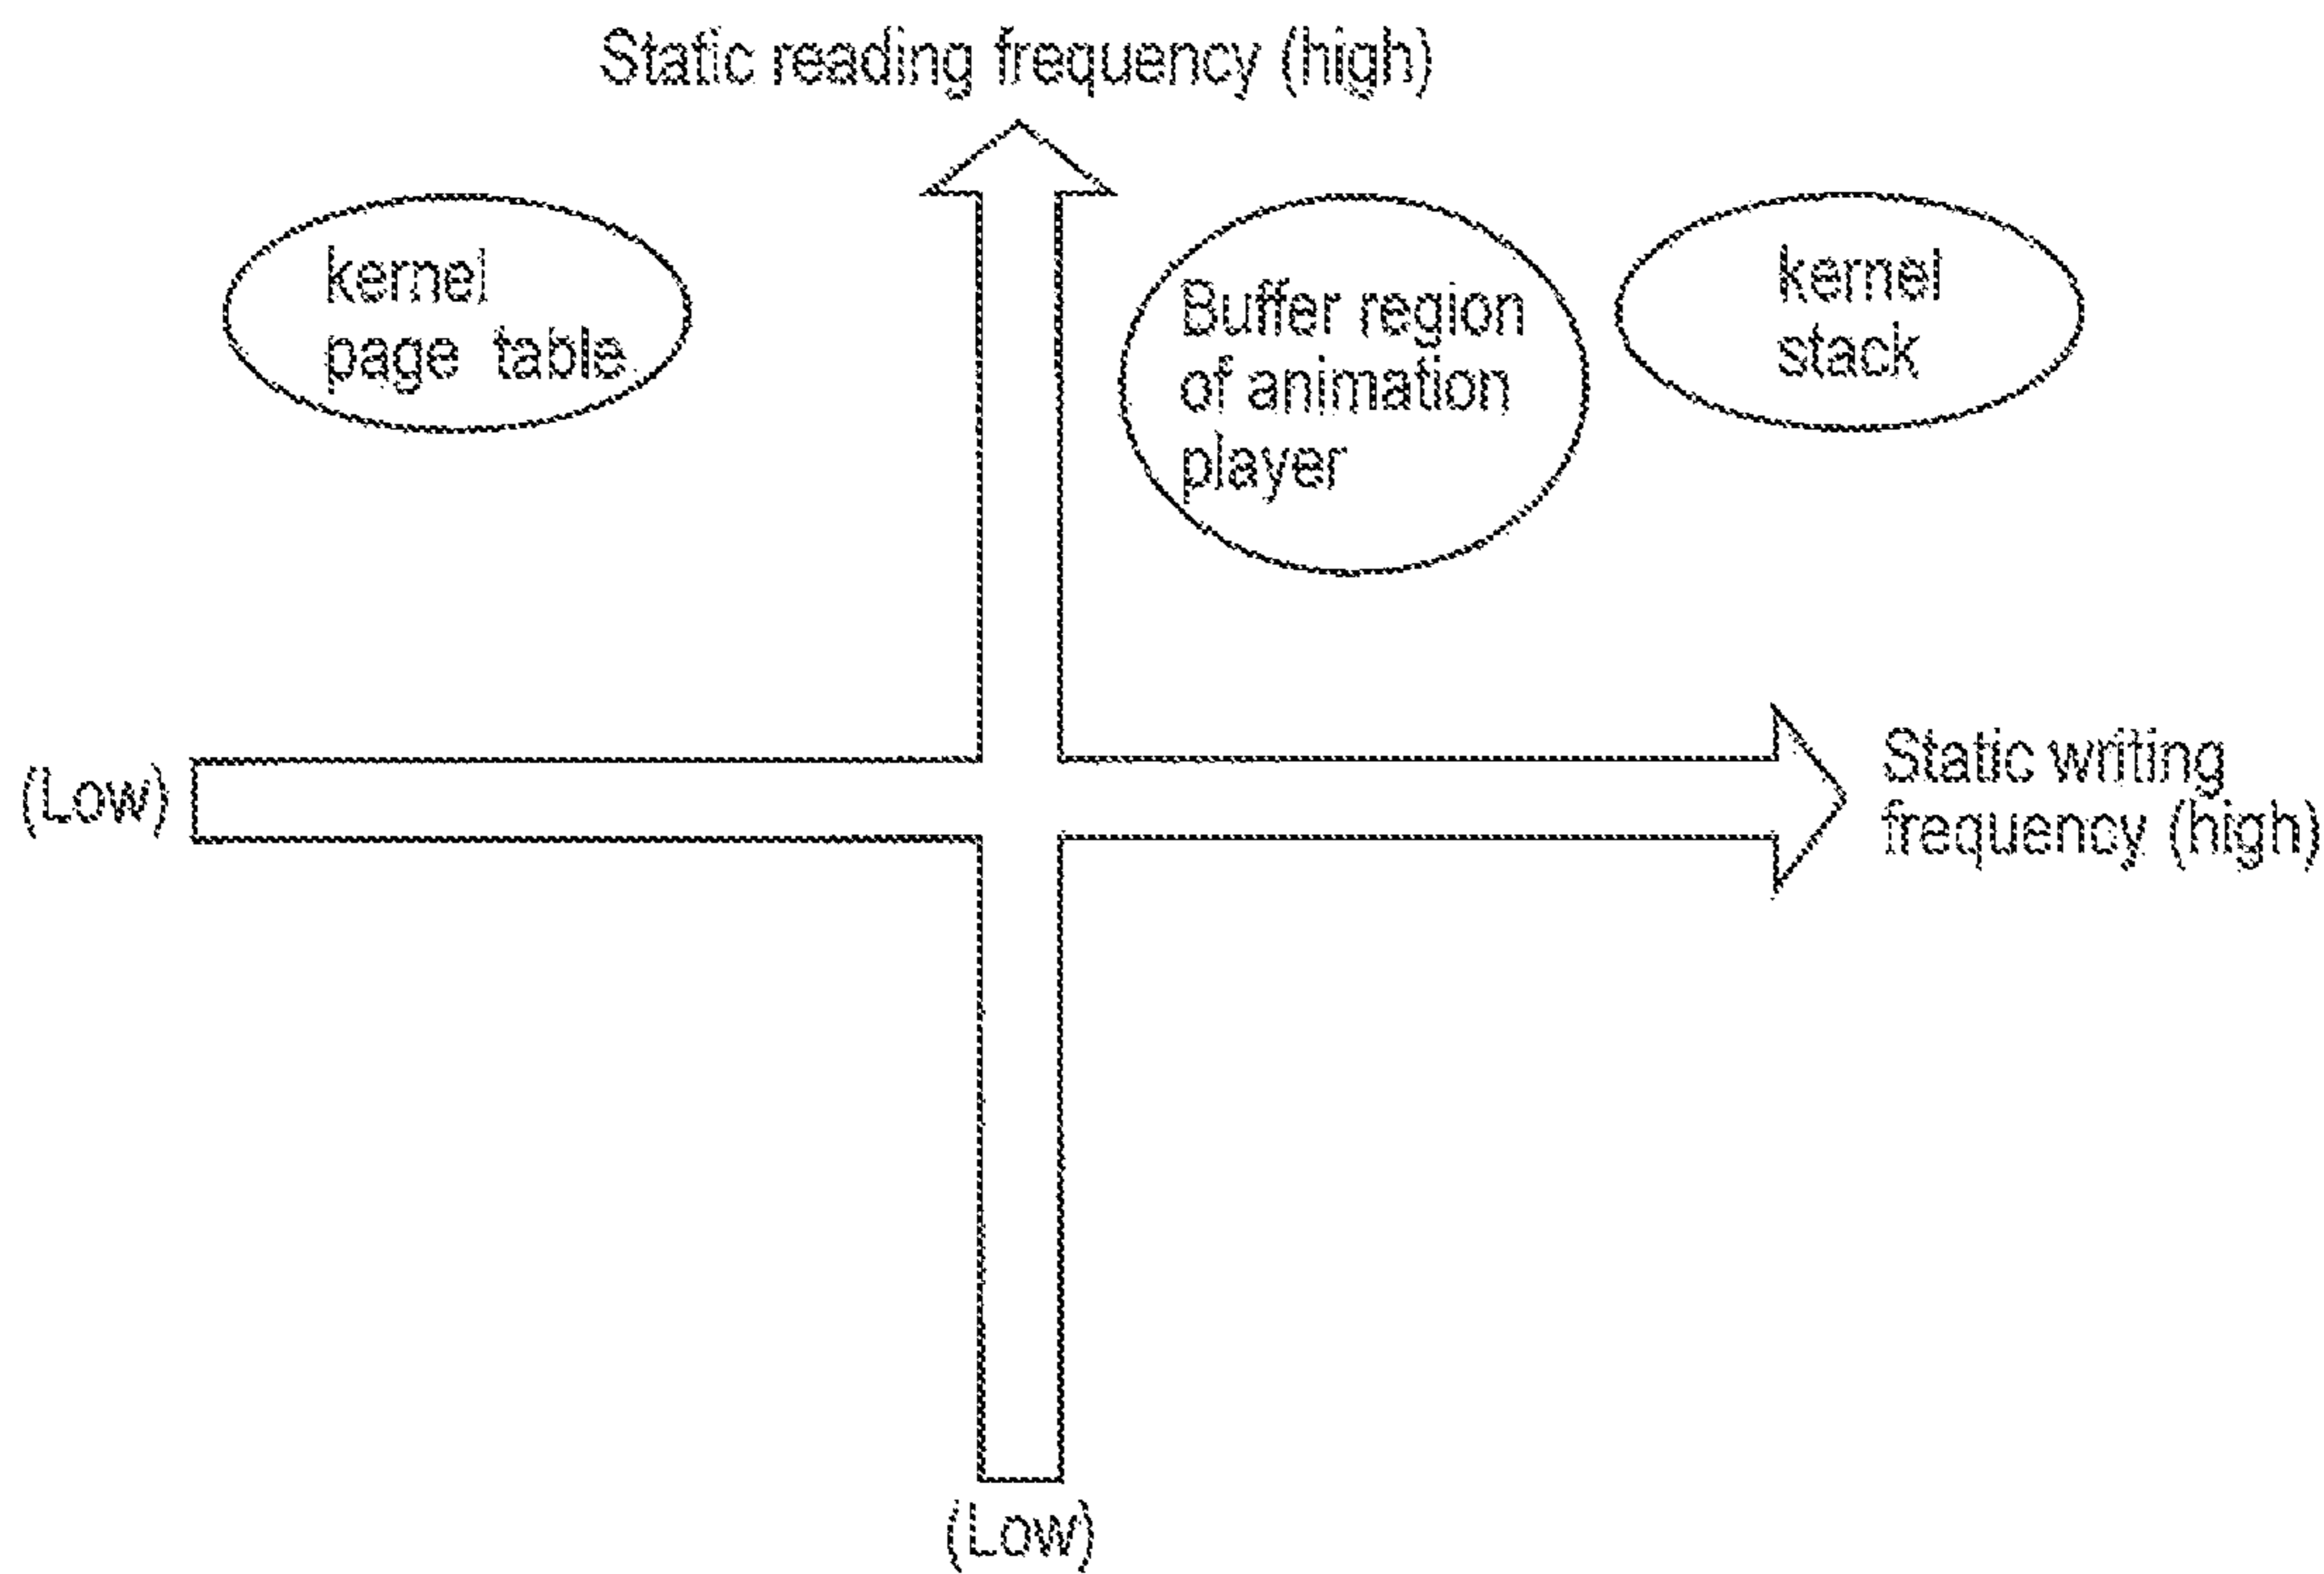 Static reading frequency (high)
kernel
page table
Buffer region
of animation
player
kernel
stack
(Low)
Static writing
frequency (high)
(Low)